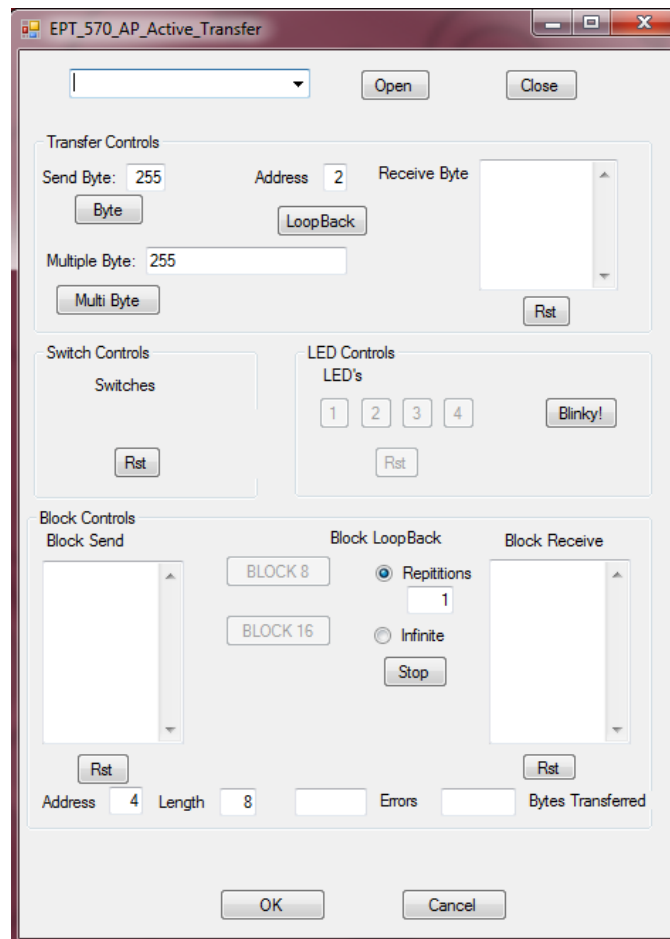 EPT_570_AP_Active_Transfer
Open Close
Transfer Controls
Send Byte: 255 Address 2 Receive Byte
Byte LoopBack
Multiple Byte: 255
Multi Byte Rst
Switch Controls LED Controls
Switches LED's
1 2 3 4 Blinky!
Rst Rst
Block Controls
Block Send Block LoopBack Block Receive
BLOCK 8 Repititions
1
BLOCK 16 Infinite
Stop
Rst Rst
Address 4 Length 8 Errors Bytes Transferred
OK Cancel